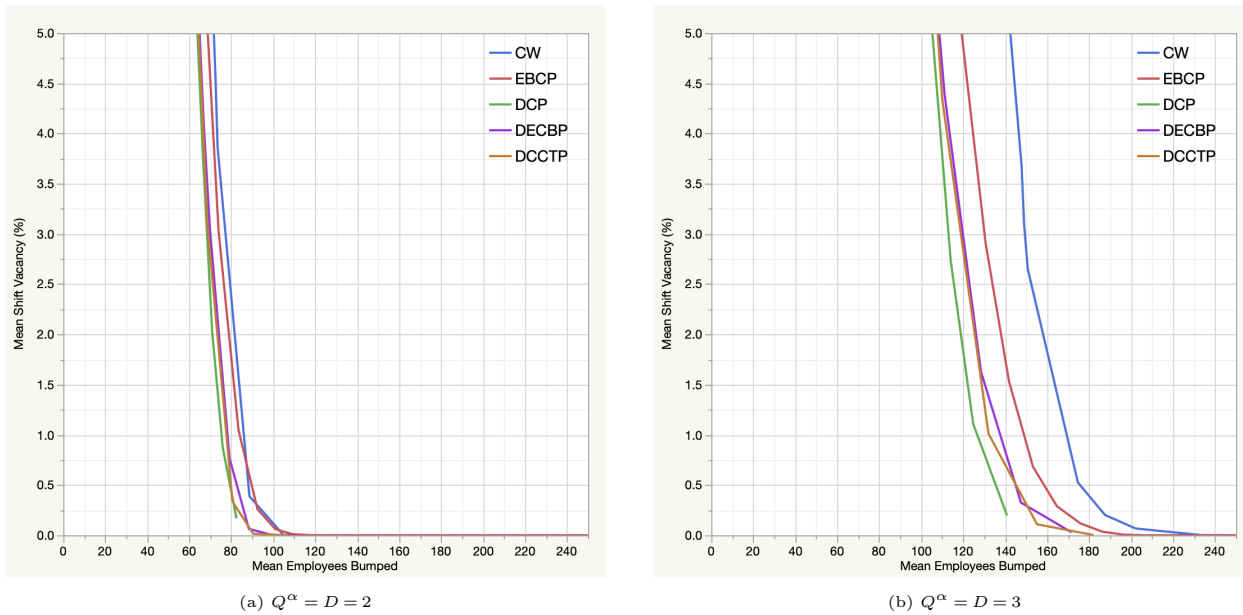 5.0
4.5
4.0
3.5
3.0
2.5
2.0
1.5
1.0
0.5
0.0
Mean Shift Vacancy (%)
0 20 40 60 80 100 120 140 160 180 200 220 240
Mean Employees Bumped
CW
EBCP
DCP
DECBP
DCCTP
(a) Q^α = D = 2
5.0
4.5
4.0
3.5
3.0
2.5
2.0
1.5
1.0
0.5
0.0
Mean Shift Vacancy (%)
0 20 40 60 80 100 120 140 160 180 200 220 240
Mean Employees Bumped
CW
EBCP
DCP
DECBP
DCCTP
(b) Q^α = D = 3